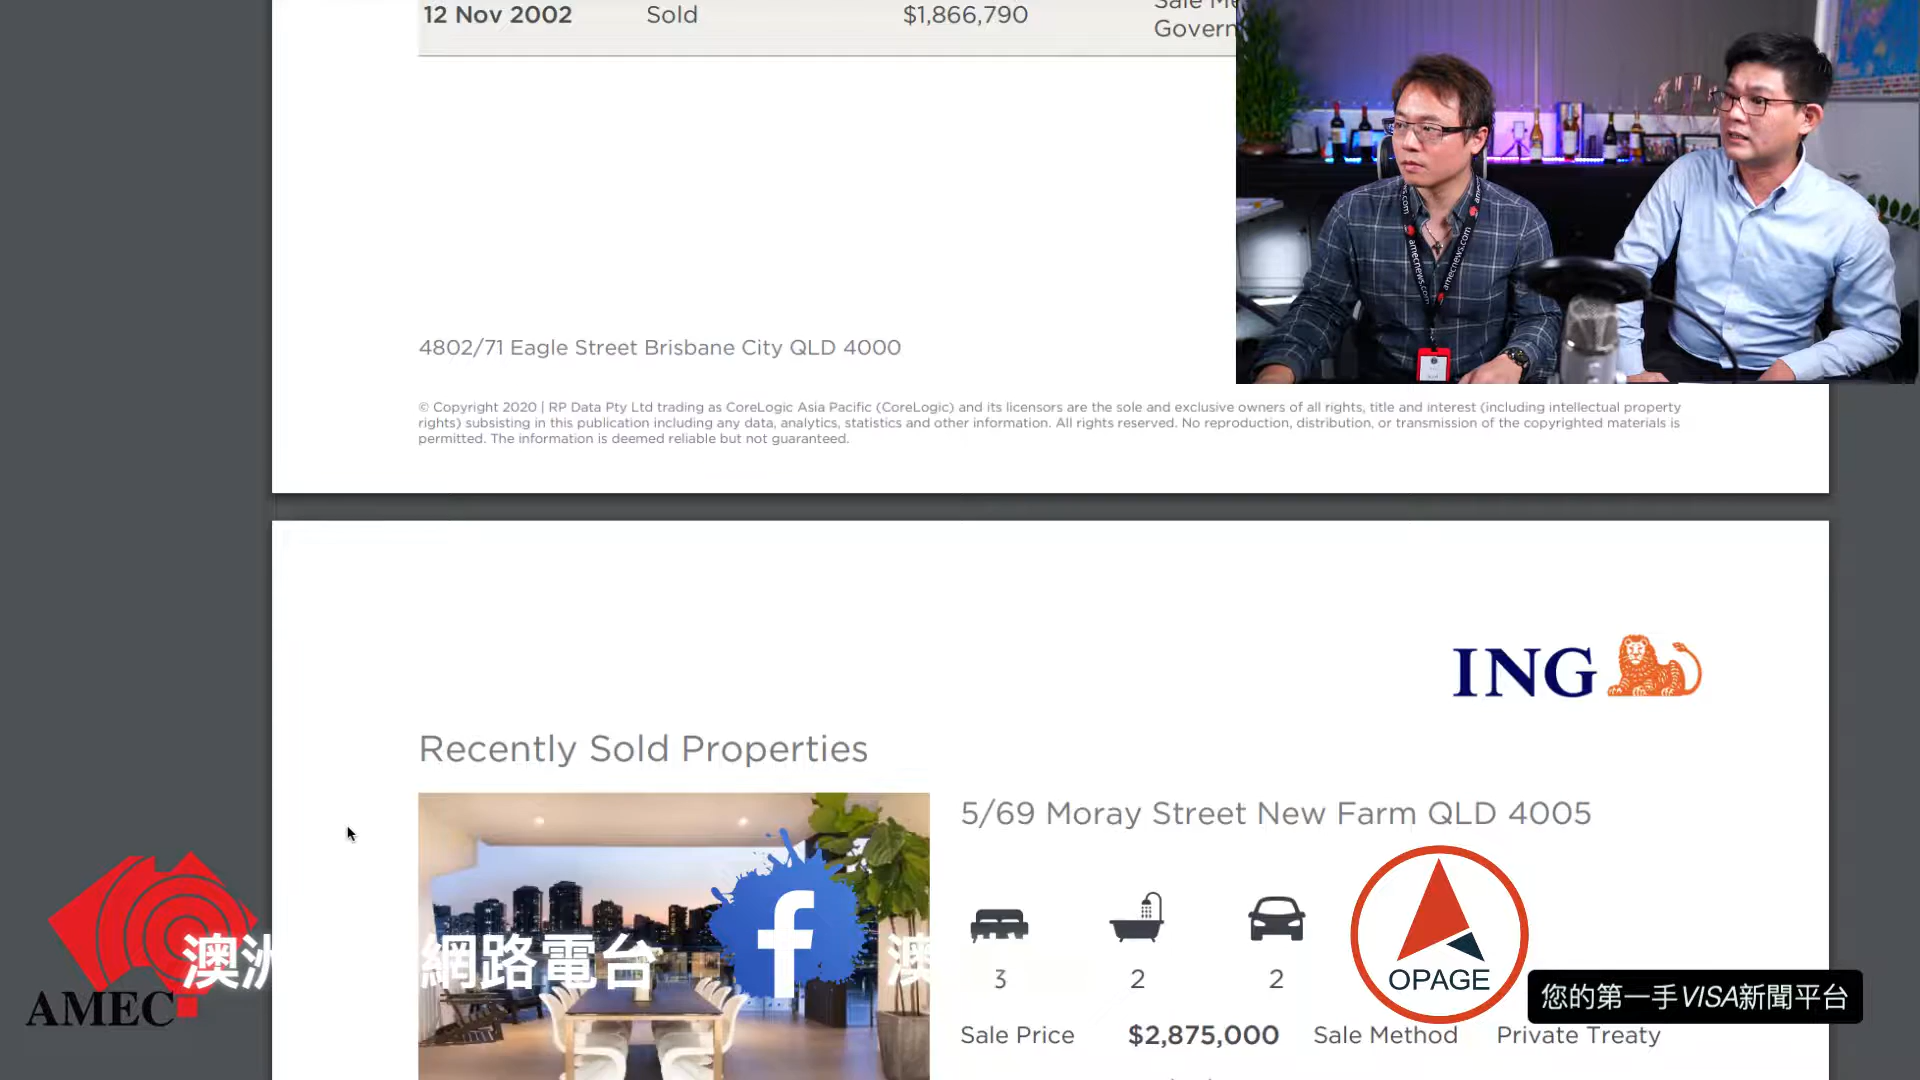 12 Nov 2002 Sold $1,866,790
Govern
4802/71 Eagle Street Brisbane City QLD 4000
© Copyright 2020 | RP Data Pty Ltd trading as CoreLogic Asia Pacific (CoreLogic) and its licensors are the sole and exclusive owners of all rights, title and interest (including intellectual property
rights) subsisting in this publication including any data, analytics, statistics and other information. All rights reserved. No reproduction, distribution, or transmission of the copyrighted materials is
permitted. The information is deemed reliable but not guaranteed.
amecnews.com
amecnews.com
ING
Recently Sold Properties
5/69 Moray Street New Farm QLD 4005
3 2 2
Sale Price $2,875,000 Sale Method Private Treaty
AMEC
網路電台
f
OPAGE
您的第一手VISA新聞平台